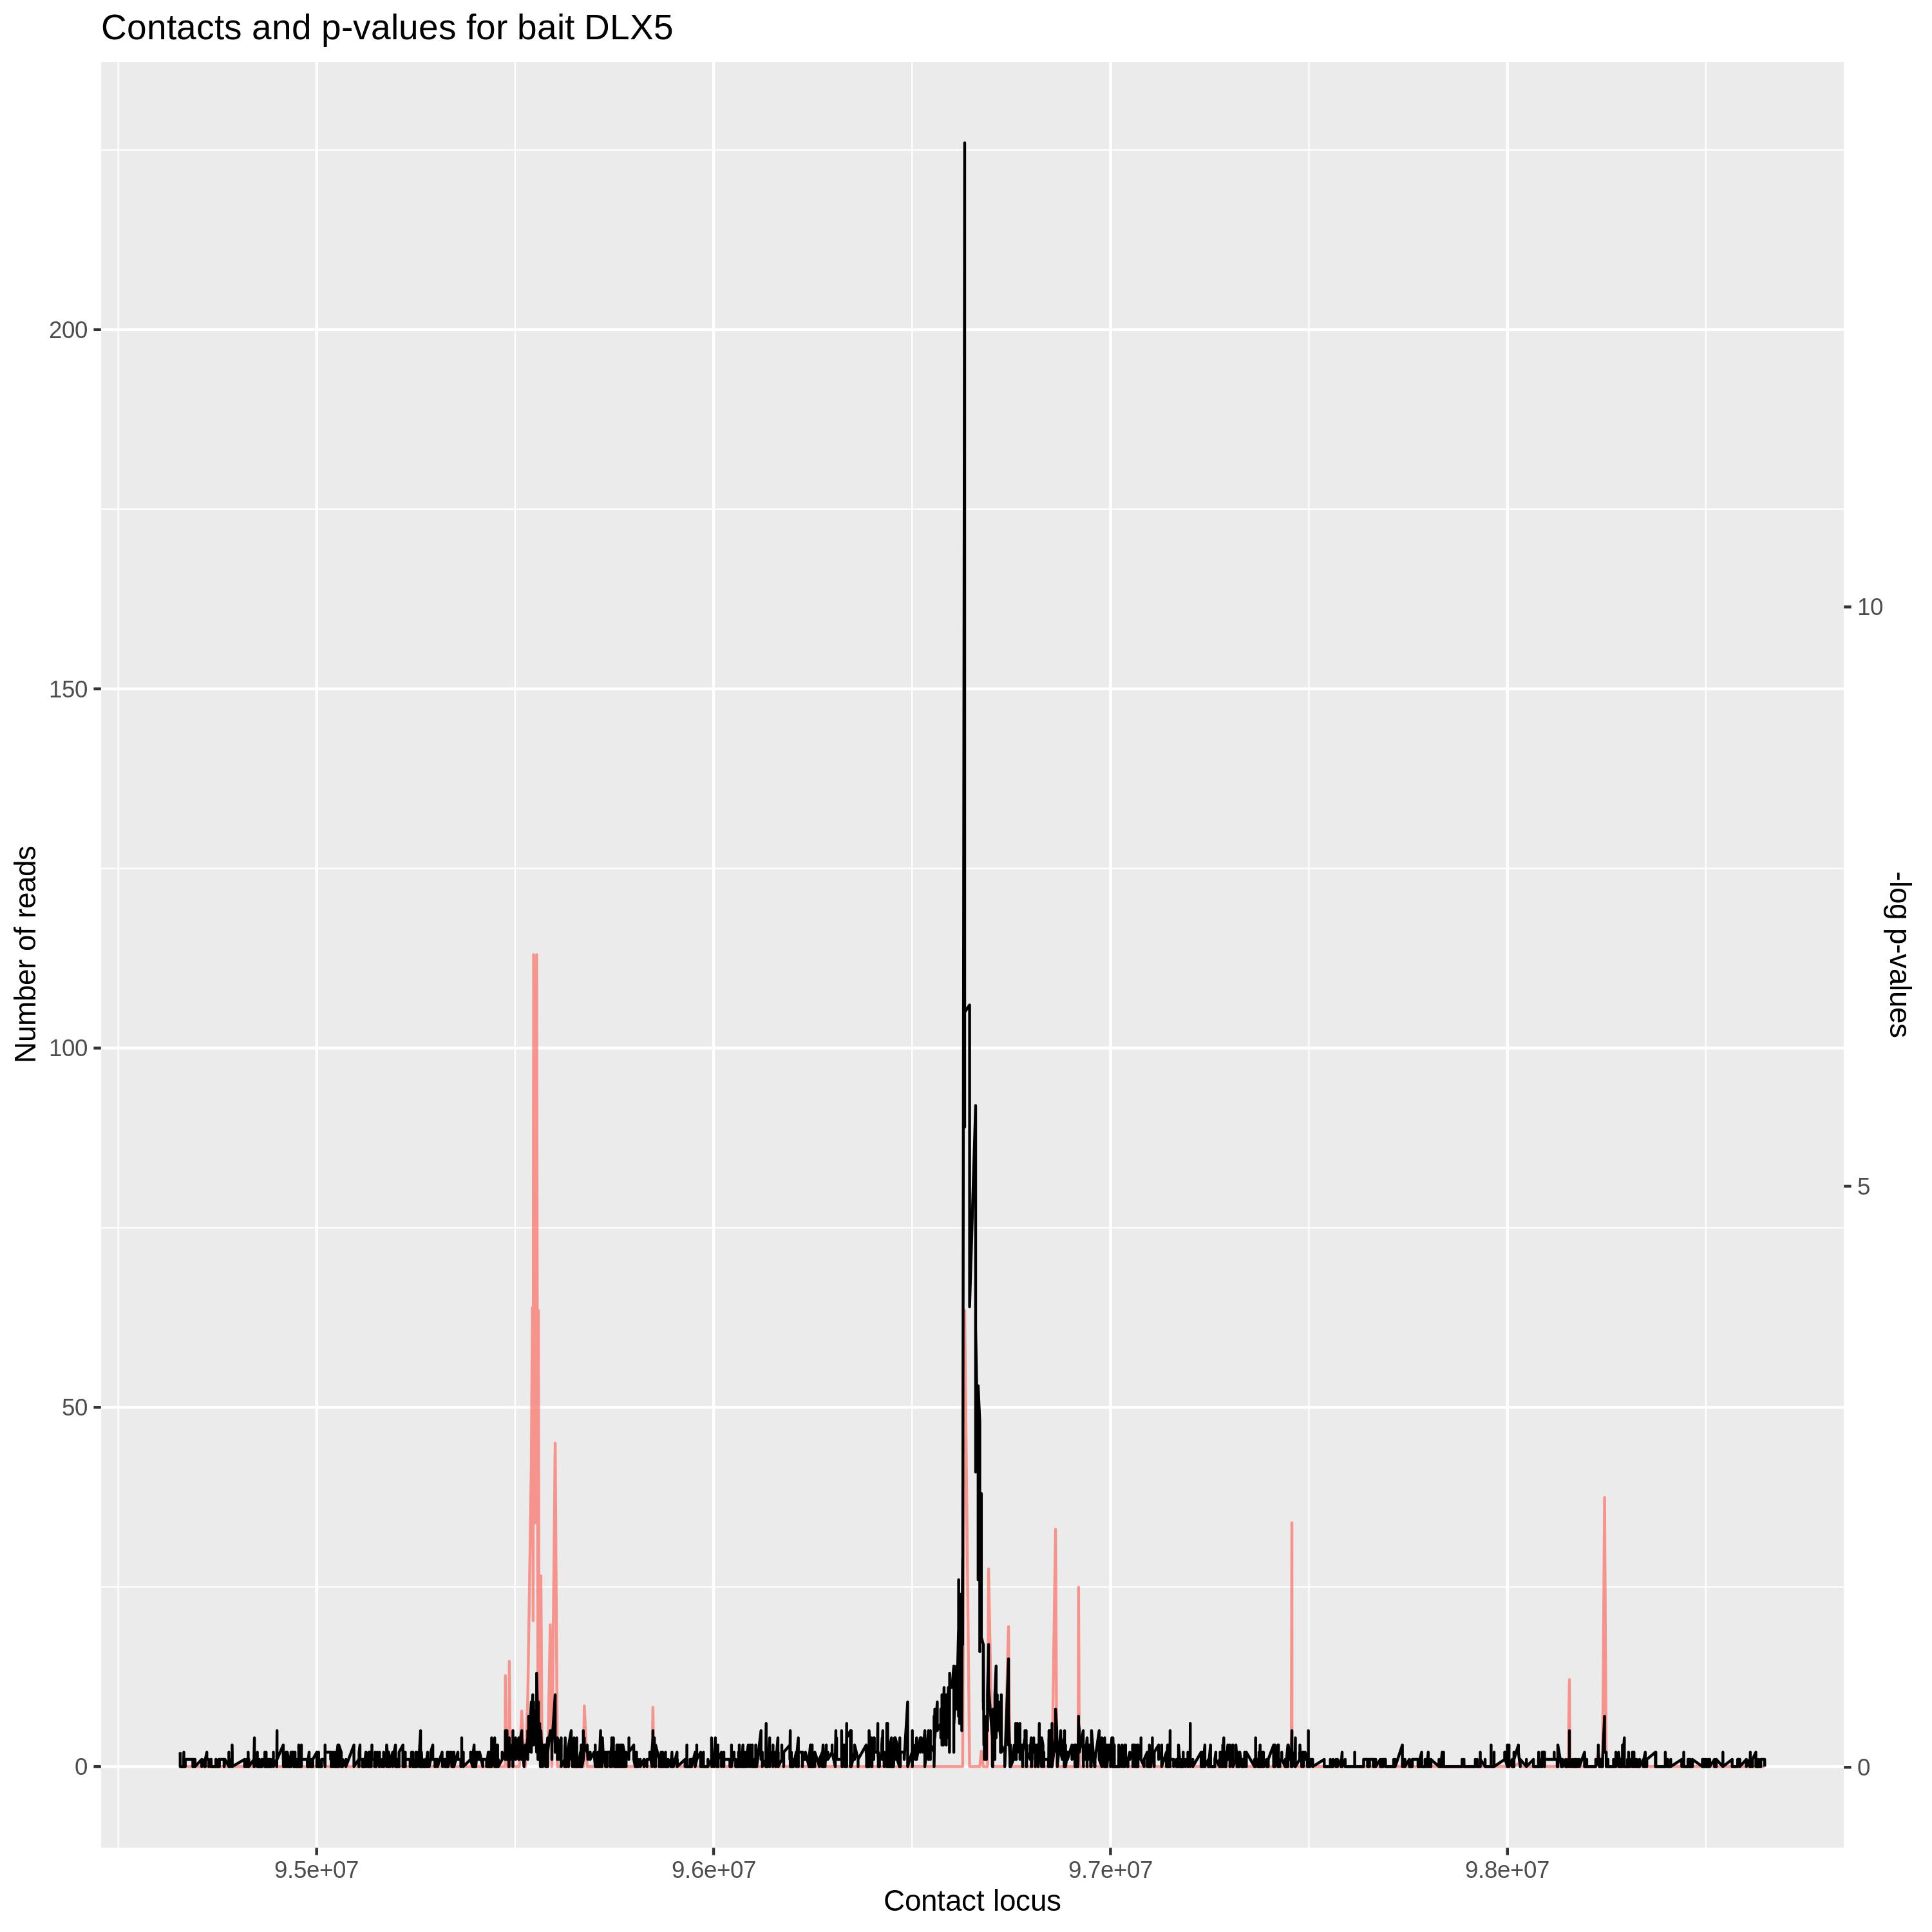 Contacts and p-values for bait DLX5
Number of reads
200
150
100
50
0
10
5
0
-log p-values
9.5e+07 9.6e+07 9.7e+07 9.8e+07
Contact locus